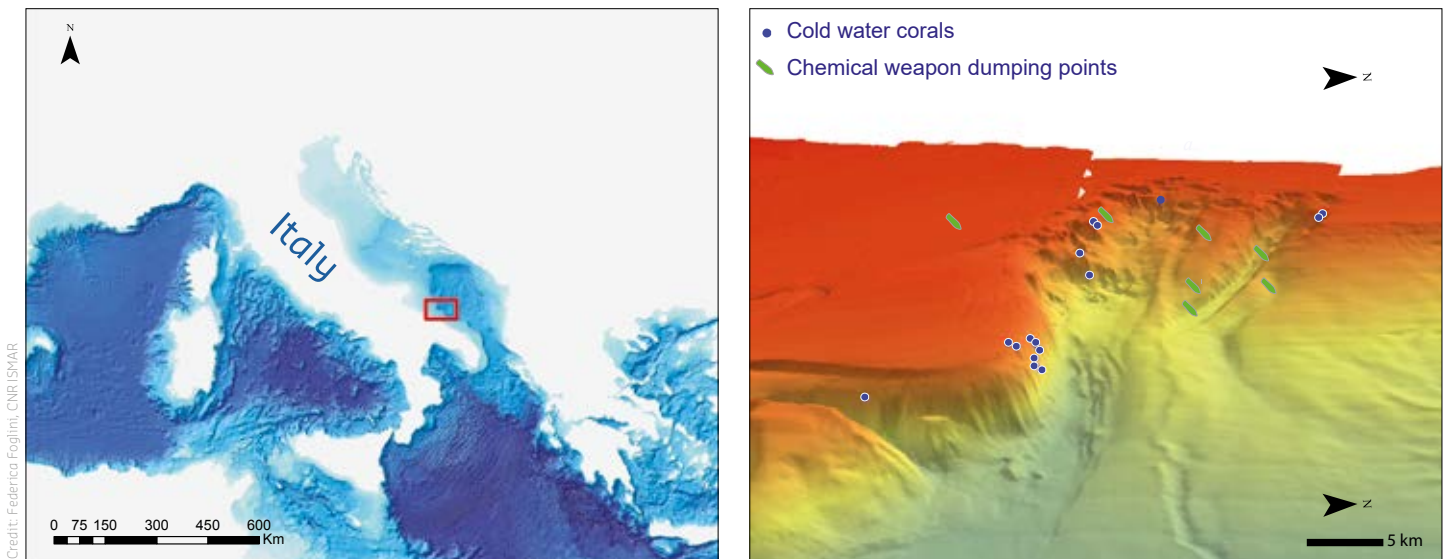 N
Italy
0 75 150 300 450 600
Km
Credit: Federica Foglini, CNR ISMAR
Cold water corals
Chemical weapon dumping points
N
N
5 km